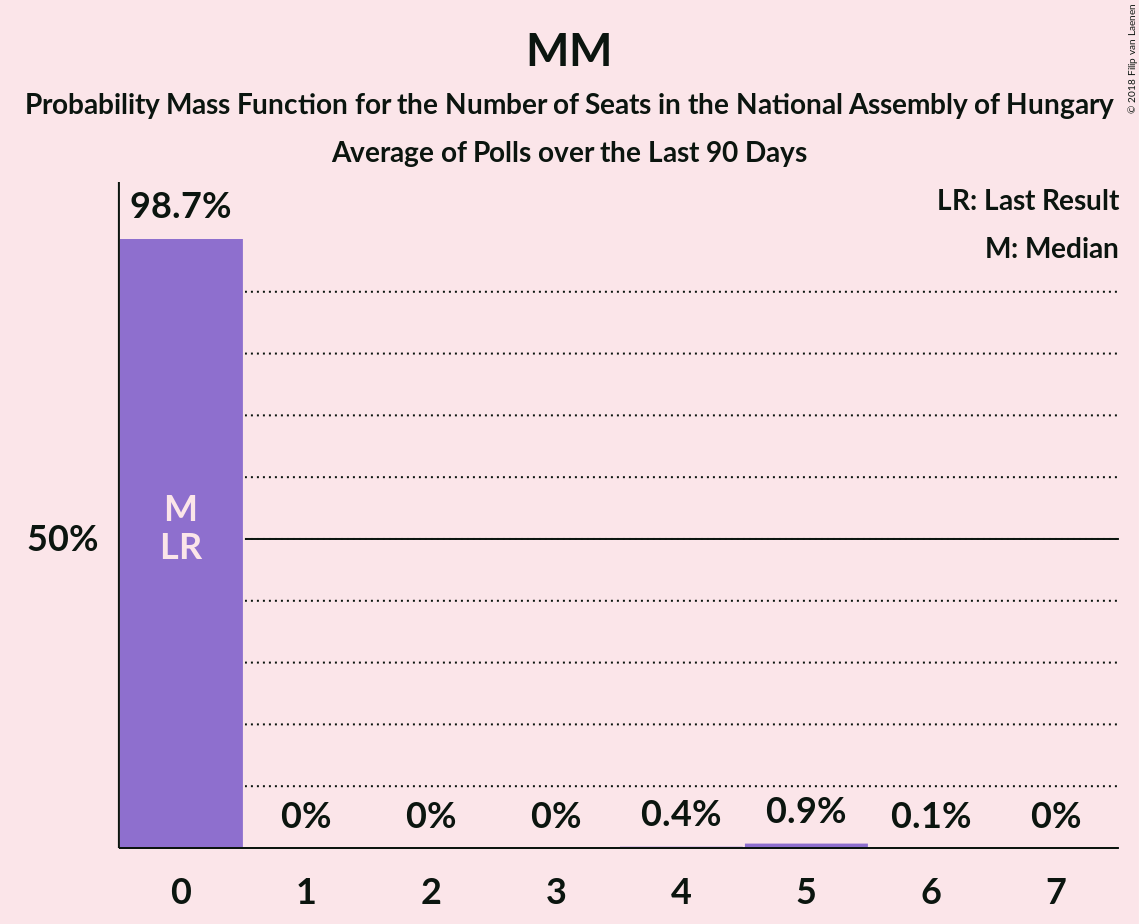 MM
Probability Mass Function for the Number of Seats in the National Assembly of Hungary
Average of Polls over the Last 90 Days
© 2018 Filip van Laenen
LR: Last Result
M: Median
98.7%
M
LR
50%
0% 0% 0% 0.4% 0.9% 0.1% 0%
0 1 2 3 4 5 6 7